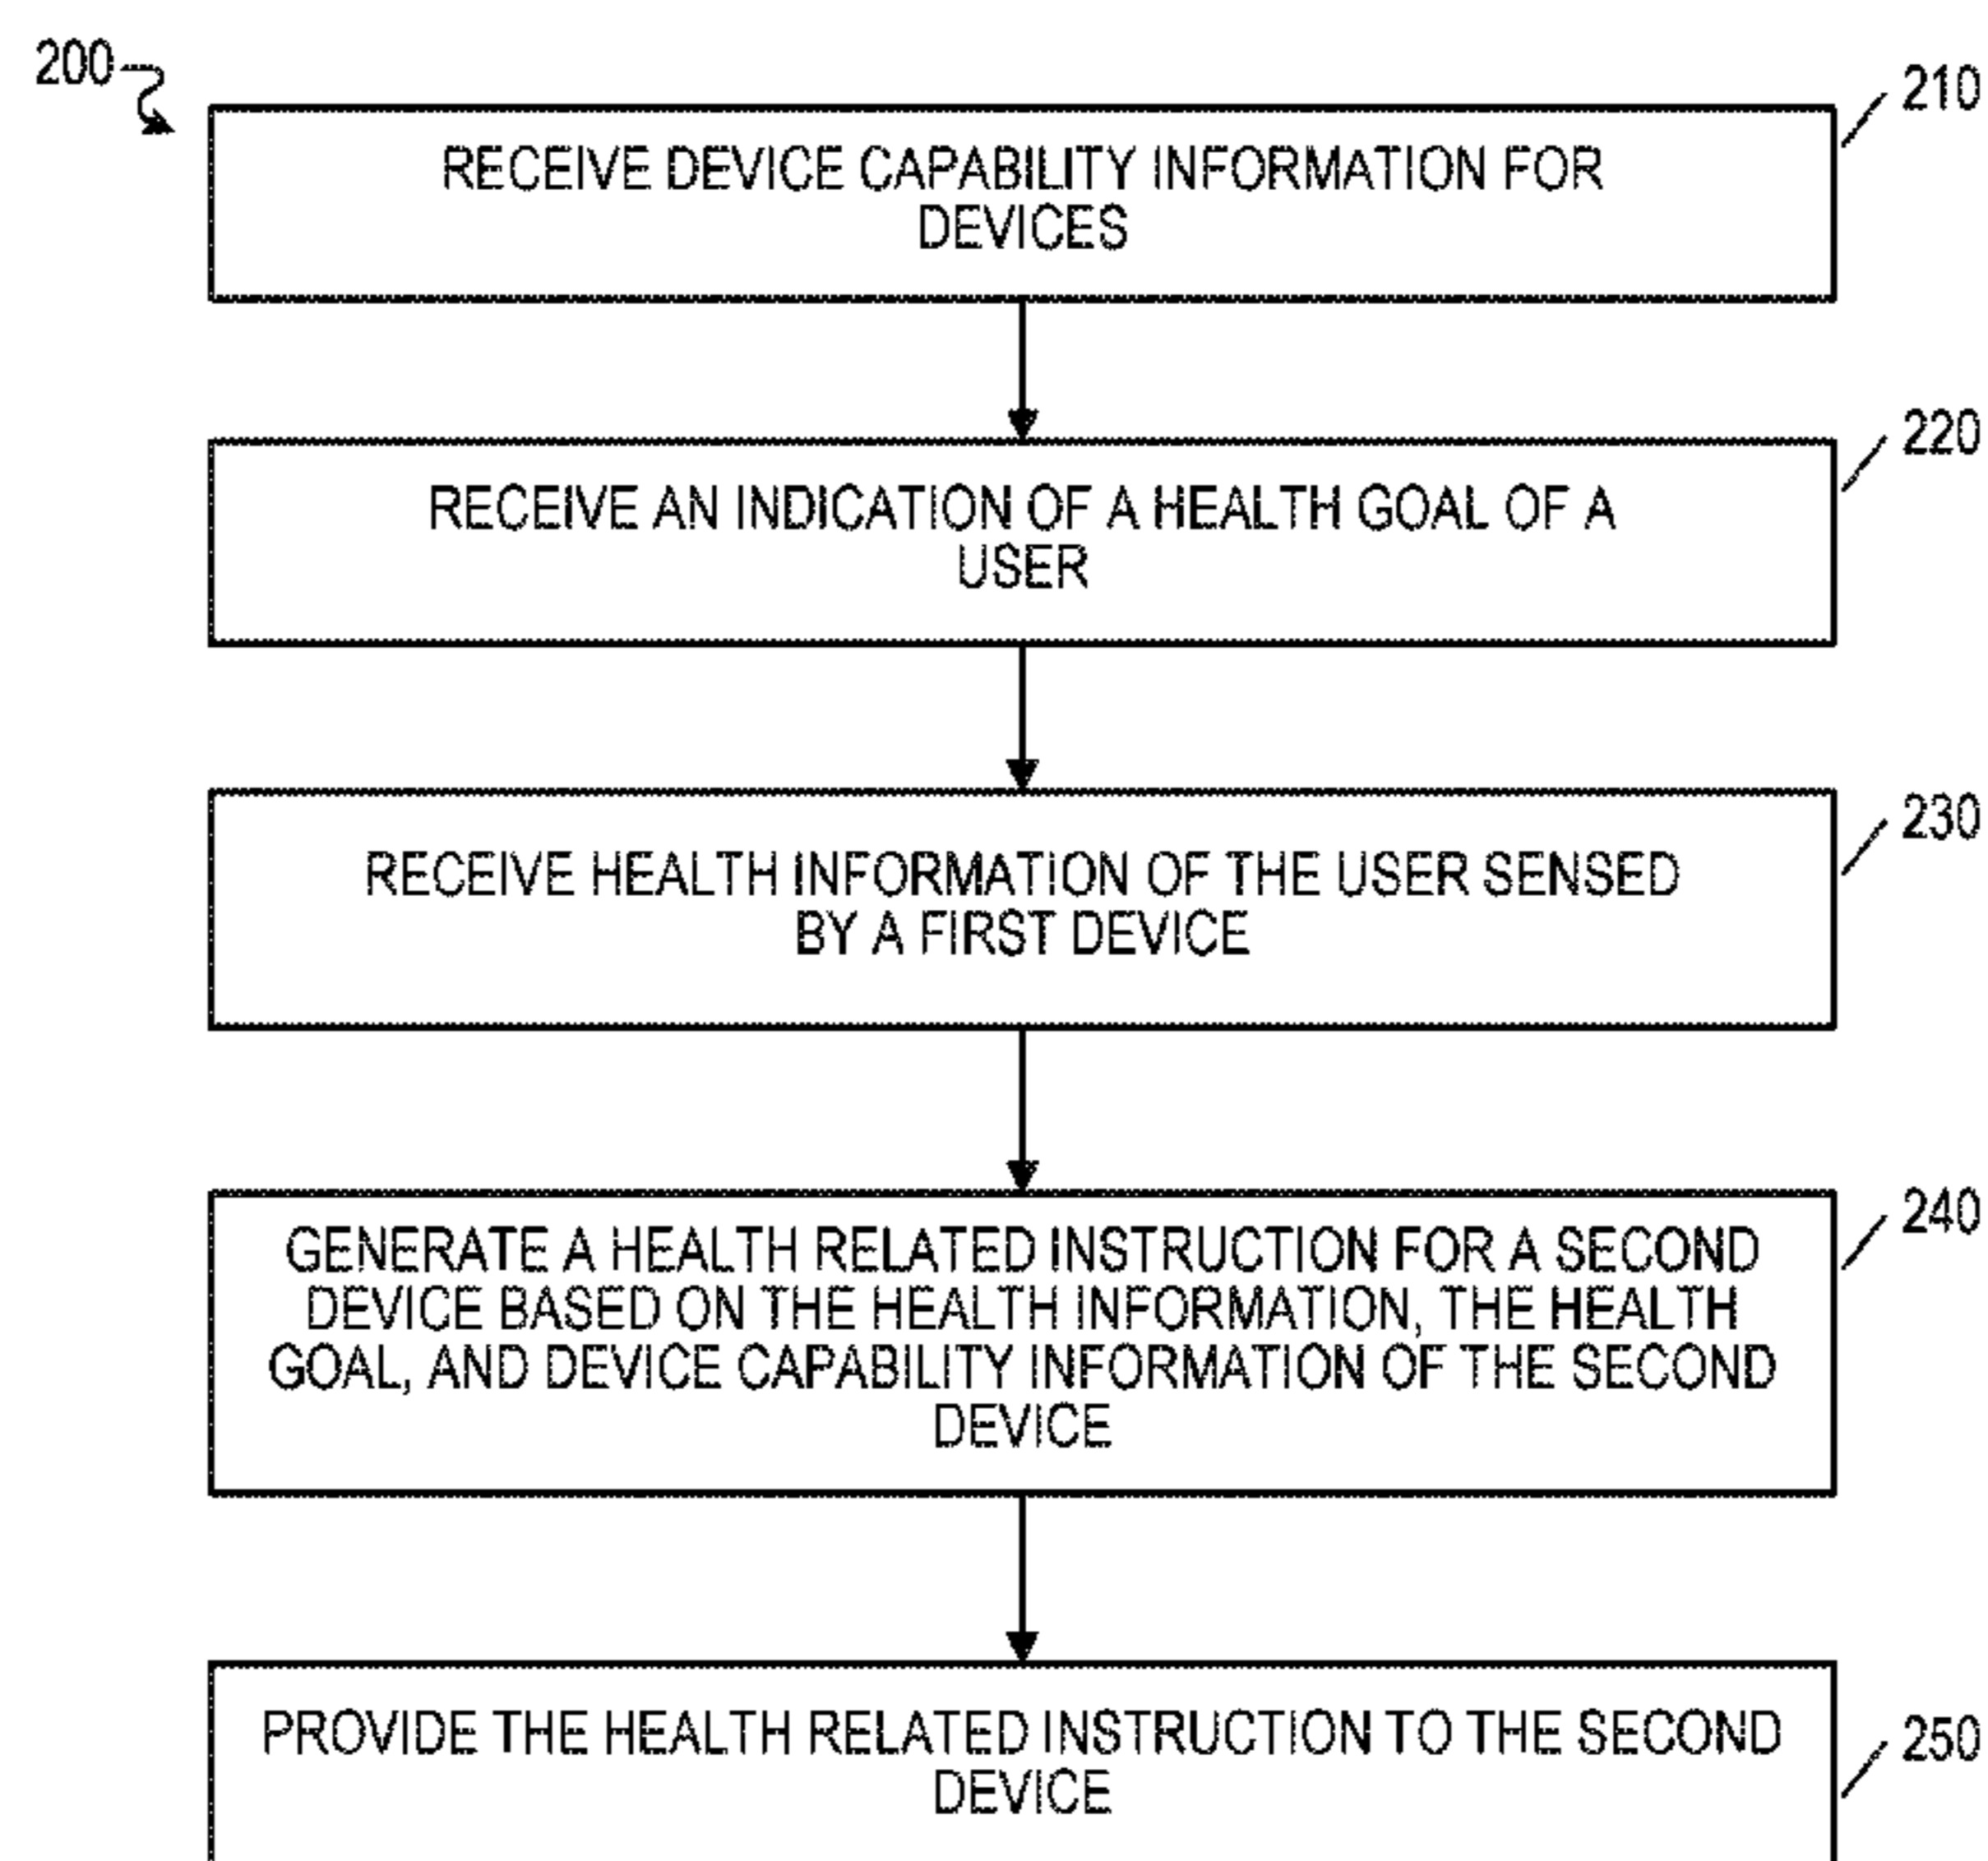 200
210
RECEIVE DEVICE CAPABILITY INFORMATION FOR
DEVICES
220
RECEIVE AN INDICATION OF A HEALTH GOAL OF A
USER
230
RECEIVE HEALTH INFORMATION OF THE USER SENSED
BY A FIRST DEVICE
240
GENERATE A HEALTH RELATED INSTRUCTION FOR A SECOND
DEVICE BASED ON THE HEALTH INFORMATION, THE HEALTH
GOAL, AND DEVICE CAPABILITY INFORMATION OF THE SECOND
DEVICE
250
PROVIDE THE HEALTH RELATED INSTRUCTION TO THE SECOND
DEVICE